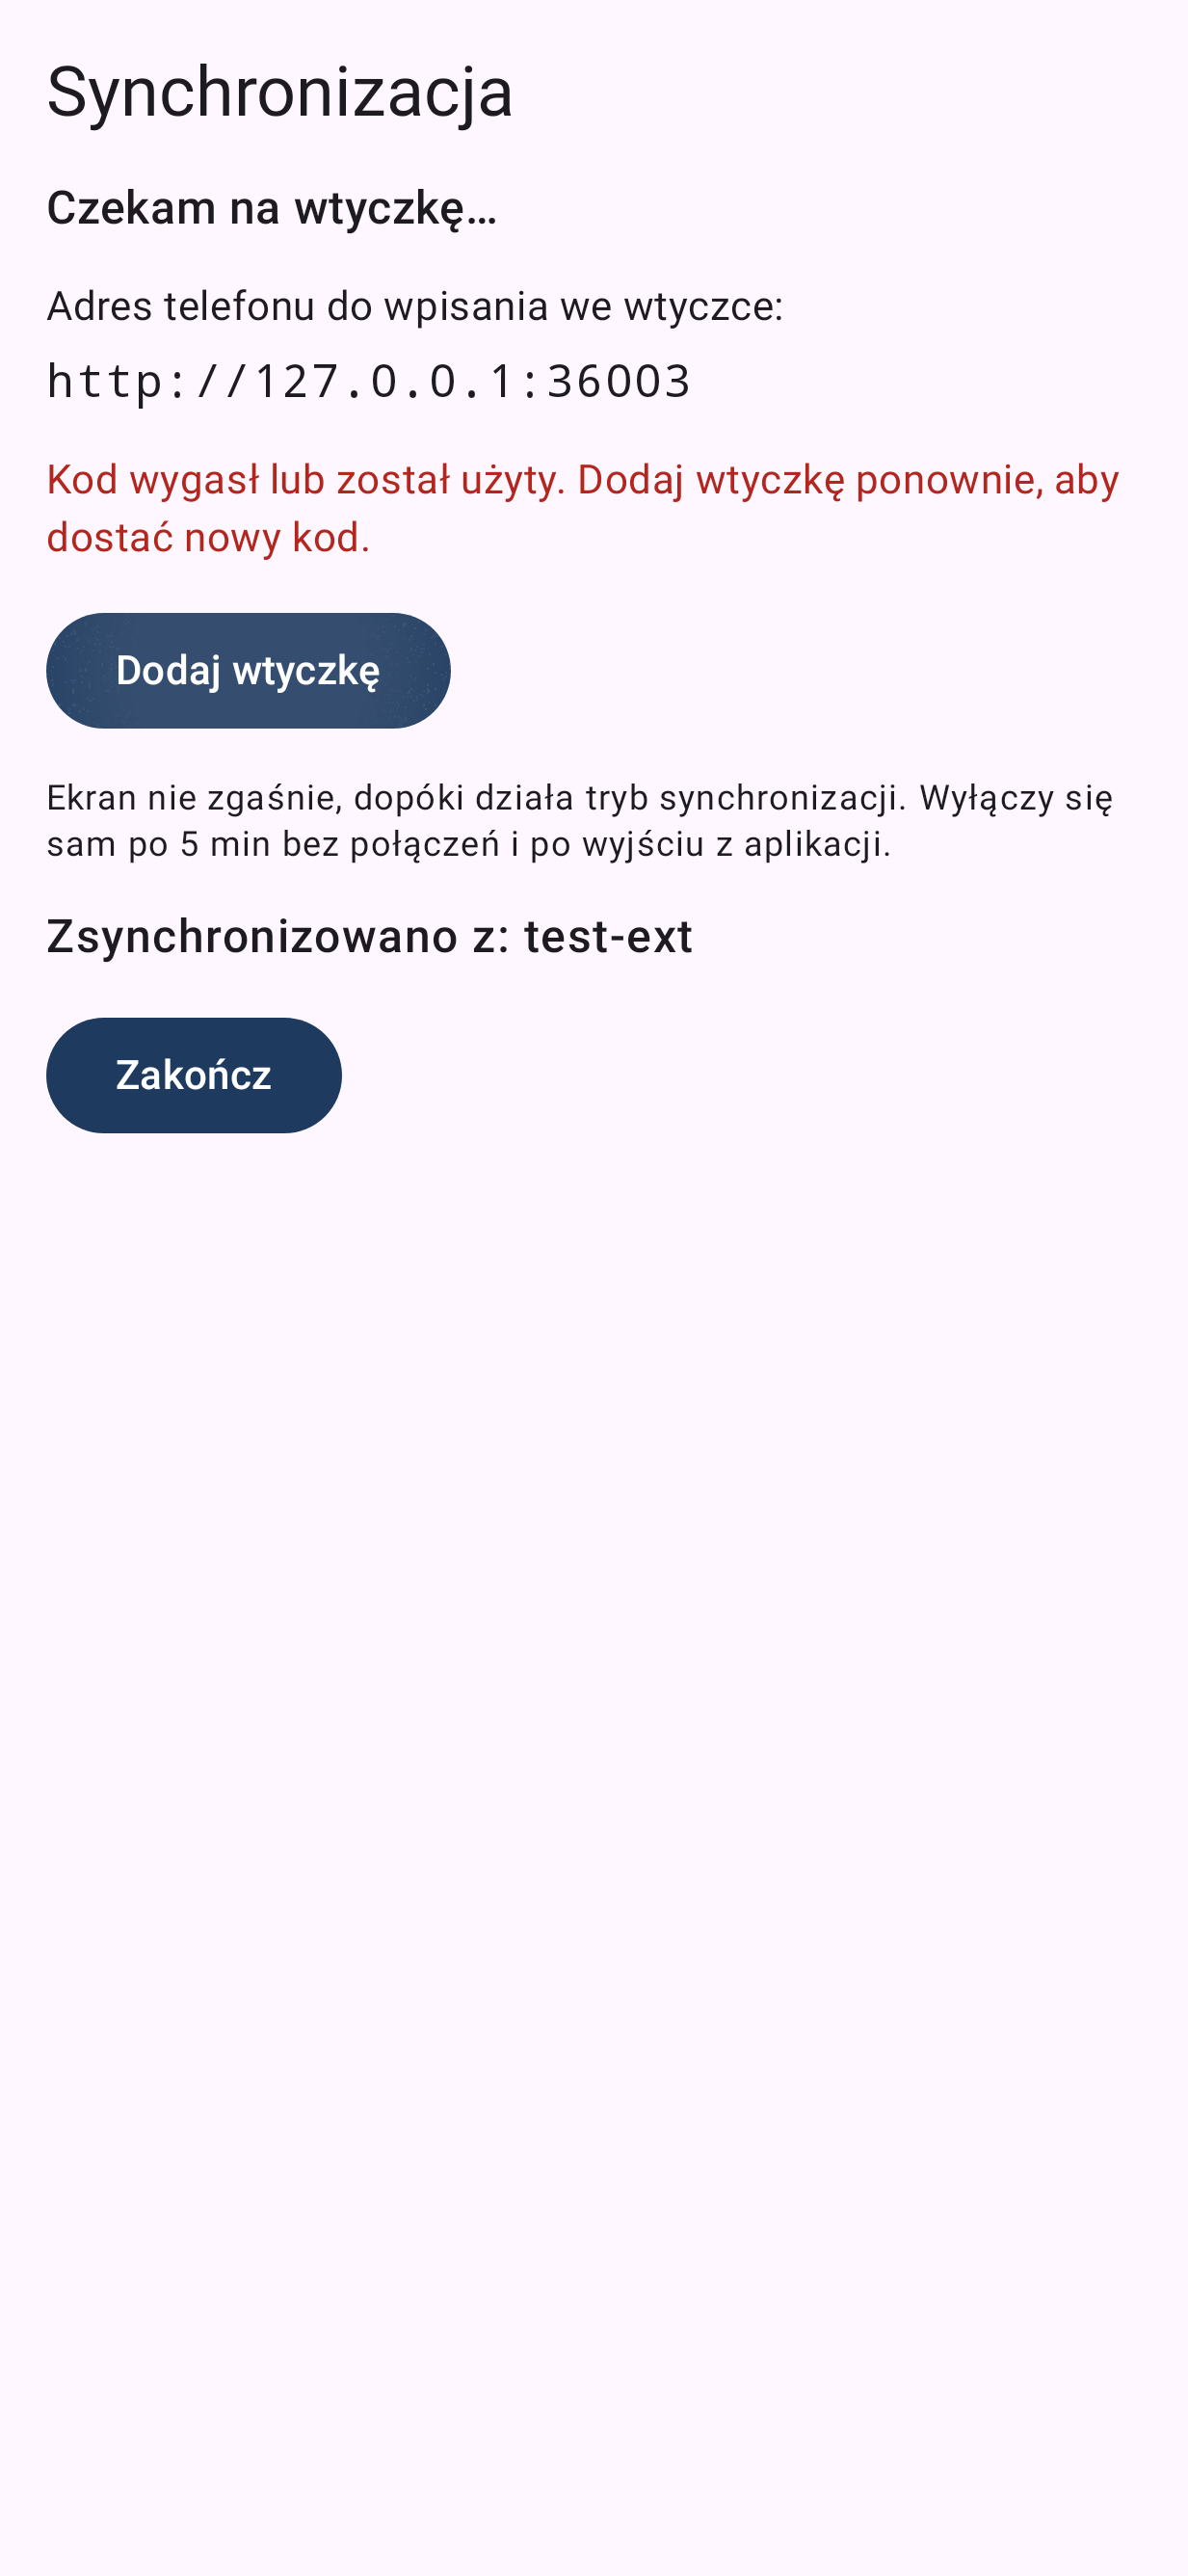 Synchronizacja
Czekam na wtyczkę…
Adres telefonu do wpisania we wtyczce:
http://127.0.0.1:36003
Kod wygasł lub został użyty. Dodaj wtyczkę ponownie, aby
dostać nowy kod.
Dodaj wtyczkę
Ekran nie zgaśnie, dopóki działa tryb synchronizacji. Wyłączy się
sam po 5 min bez połączeń i po wyjściu z aplikacji.
Zsynchronizowano z: test-ext
Zakończ